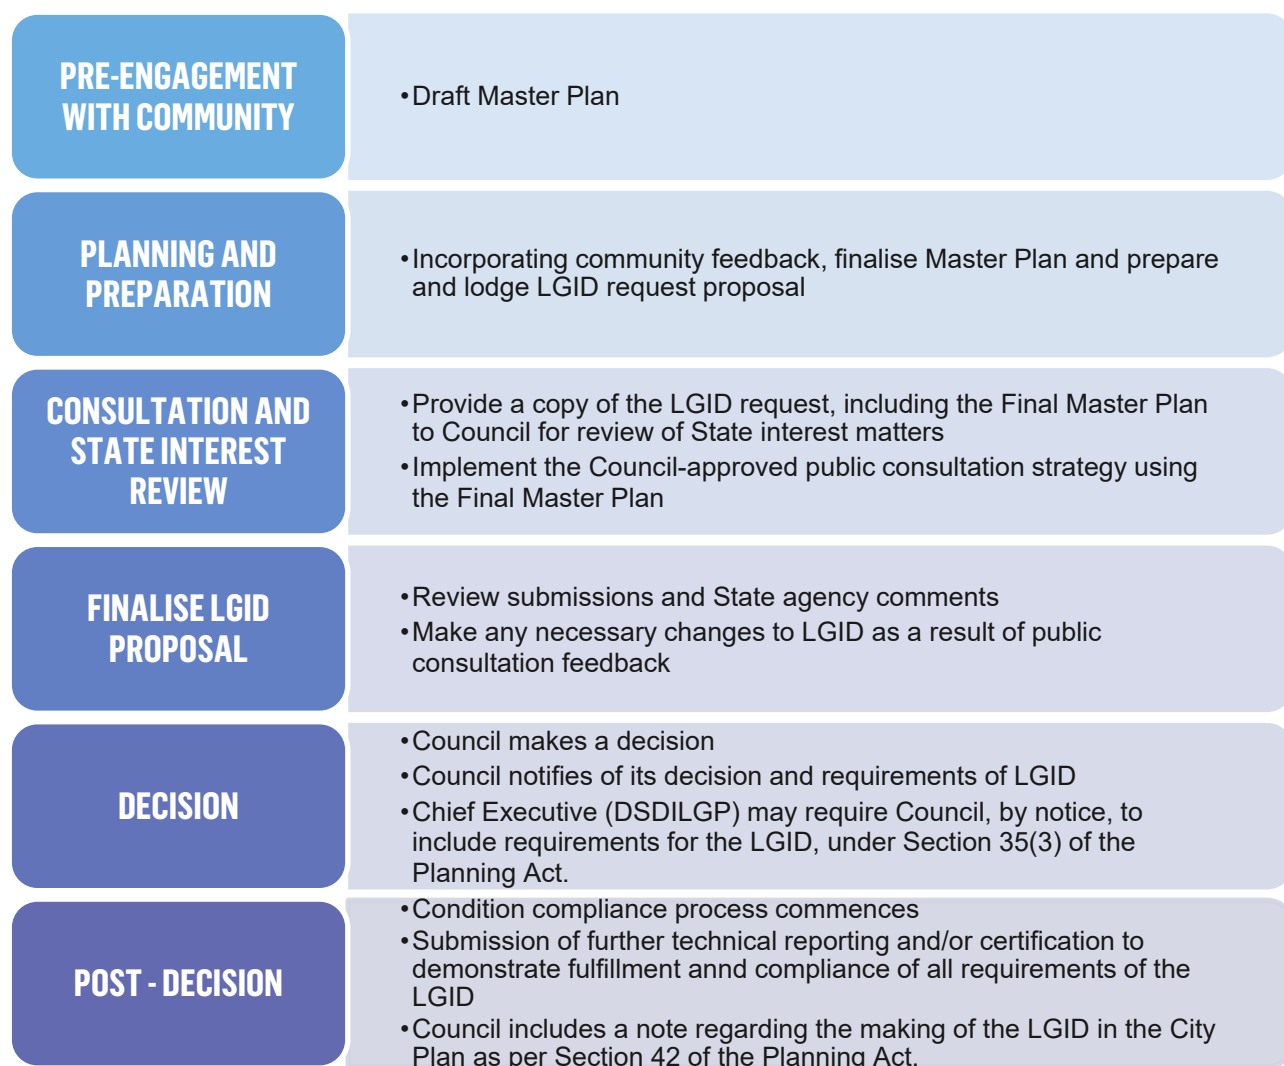 PRE-ENGAGEMENT
WITH COMMUNITY
•Draft Master Plan
PLANNING AND
PREPARATION
•Incorporating community feedback, finalise Master Plan and prepare
and lodge LGID request proposal
CONSULTATION AND
STATE INTEREST
REVIEW
•Provide a copy of the LGID request, including the Final Master Plan
to Council for review of State interest matters
•Implement the Council-approved public consultation strategy using
the Final Master Plan
FINALISE LGID
PROPOSAL
•Review submissions and State agency comments
•Make any necessary changes to LGID as a result of public
consultation feedback
DECISION
•Council makes a decision
•Council notifies of its decision and requirements of LGID
•Chief Executive (DSDILGP) may require Council, by notice, to
include requirements for the LGID, under Section 35(3) of the
Planning Act.
POST - DECISION
•Condition compliance process commences
•Submission of further technical reporting and/or certification to
demonstrate fulfillment annd compliance of all requirements of the
LGID
•Council includes a note regarding the making of the LGID in the City
Plan as per Section 42 of the Planning Act.